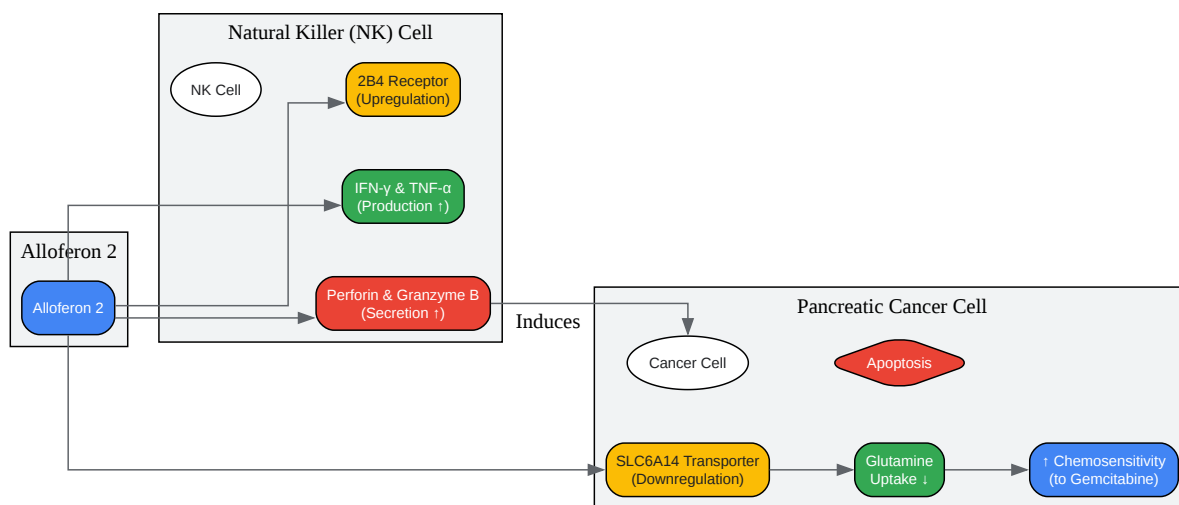 Natural Killer (NK) Cell
NK Cell
2B4 Receptor
(Upregulation)
IFN-γ & TNF-α
(Production ↑)
Alloferon 2
Alloferon 2
Perforin & Granzyme B
(Secretion ↑)
Induces
Pancreatic Cancer Cell
Cancer Cell
Apoptosis
SLC6A14 Transporter
(Downregulation)
Glutamine
Uptake ↓
↑ Chemosensitivity
(to Gemcitabine)